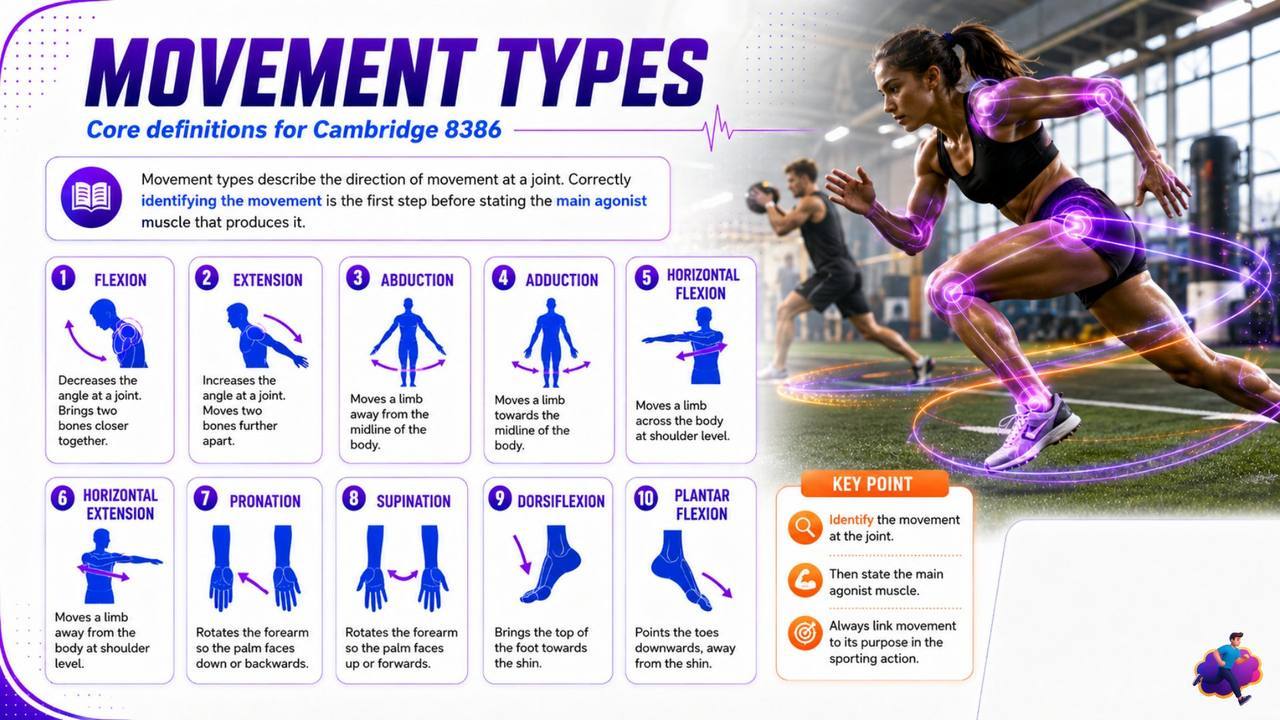 MOVEMENT TYPES
Core definitions for Cambridge 8386
Movement types describe the direction of movement at a joint. Correctly
identifying the movement is the first step before stating the main agonist
muscle that produces it.
1 FLEXION
Decreases the
angle at a joint.
Brings two
bones closer
together.
2 EXTENSION
Increases the
angle at a joint.
Moves two
bones further
apart.
3 ABDUCTION
Moves a limb
away from the
midline of the
body.
4 ADDUCTION
Moves a limb
towards the
midline of the
body.
5 HORIZONTAL
FLEXION
Moves a limb
across the body
at shoulder level.
6 HORIZONTAL
EXTENSION
Moves a limb
away from the
body at shoulder
level.
7 PRONATION
Rotates the forearm
so the palm faces
down or backwards.
8 SUPINATION
Rotates the forearm
so the palm faces
up or forwards.
9 DORSIFLEXION
Brings the top of
the foot towards
the shin.
10 PLANTAR
FLEXION
Points the toes
downwards, away
from the shin.
KEY POINT
Identify the movement
at the joint.
Then state the main
agonist muscle.
Always link movement
to its purpose in the
sporting action.